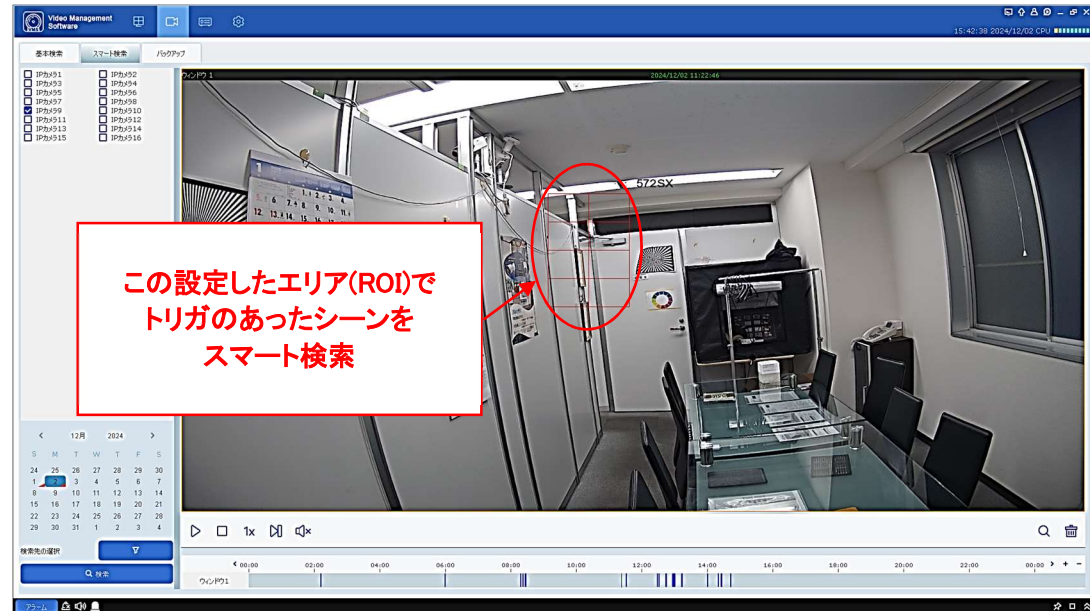 Video Management
Software
15:42:38 2024/12/02 CPU
基本検索 スマート検索 バックアップ
IPカメラ1 IPカメラ2
IPカメラ3 IPカメラ4
IPカメラ5 IPカメラ6
IPカメラ7 IPカメラ8
IPカメラ9 IPカメラ10
IPカメラ11 IPカメラ12
IPカメラ13 IPカメラ14
IPカメラ15 IPカメラ16
ウィンドウ 1 2024/12/02 11:22:46
572SX
この設定したエリア(ROI)で
トリガのあったシーンを
スマート検索
< 12月 2024 >
S M T W T F S
24 25 26 27 28 29 30
1 2 3 4 5 6 7
8 9 10 11 12 13 14
15 16 17 18 19 20 21
22 23 24 25 26 27 28
29 30 31 1 2 3 4
検索先の選択
検索
1x
00:00 02:00 04:00 06:00 08:00 10:00 12:00 14:00 16:00 18:00 20:00 22:00 00:00
ウィンドウ1
アラーム